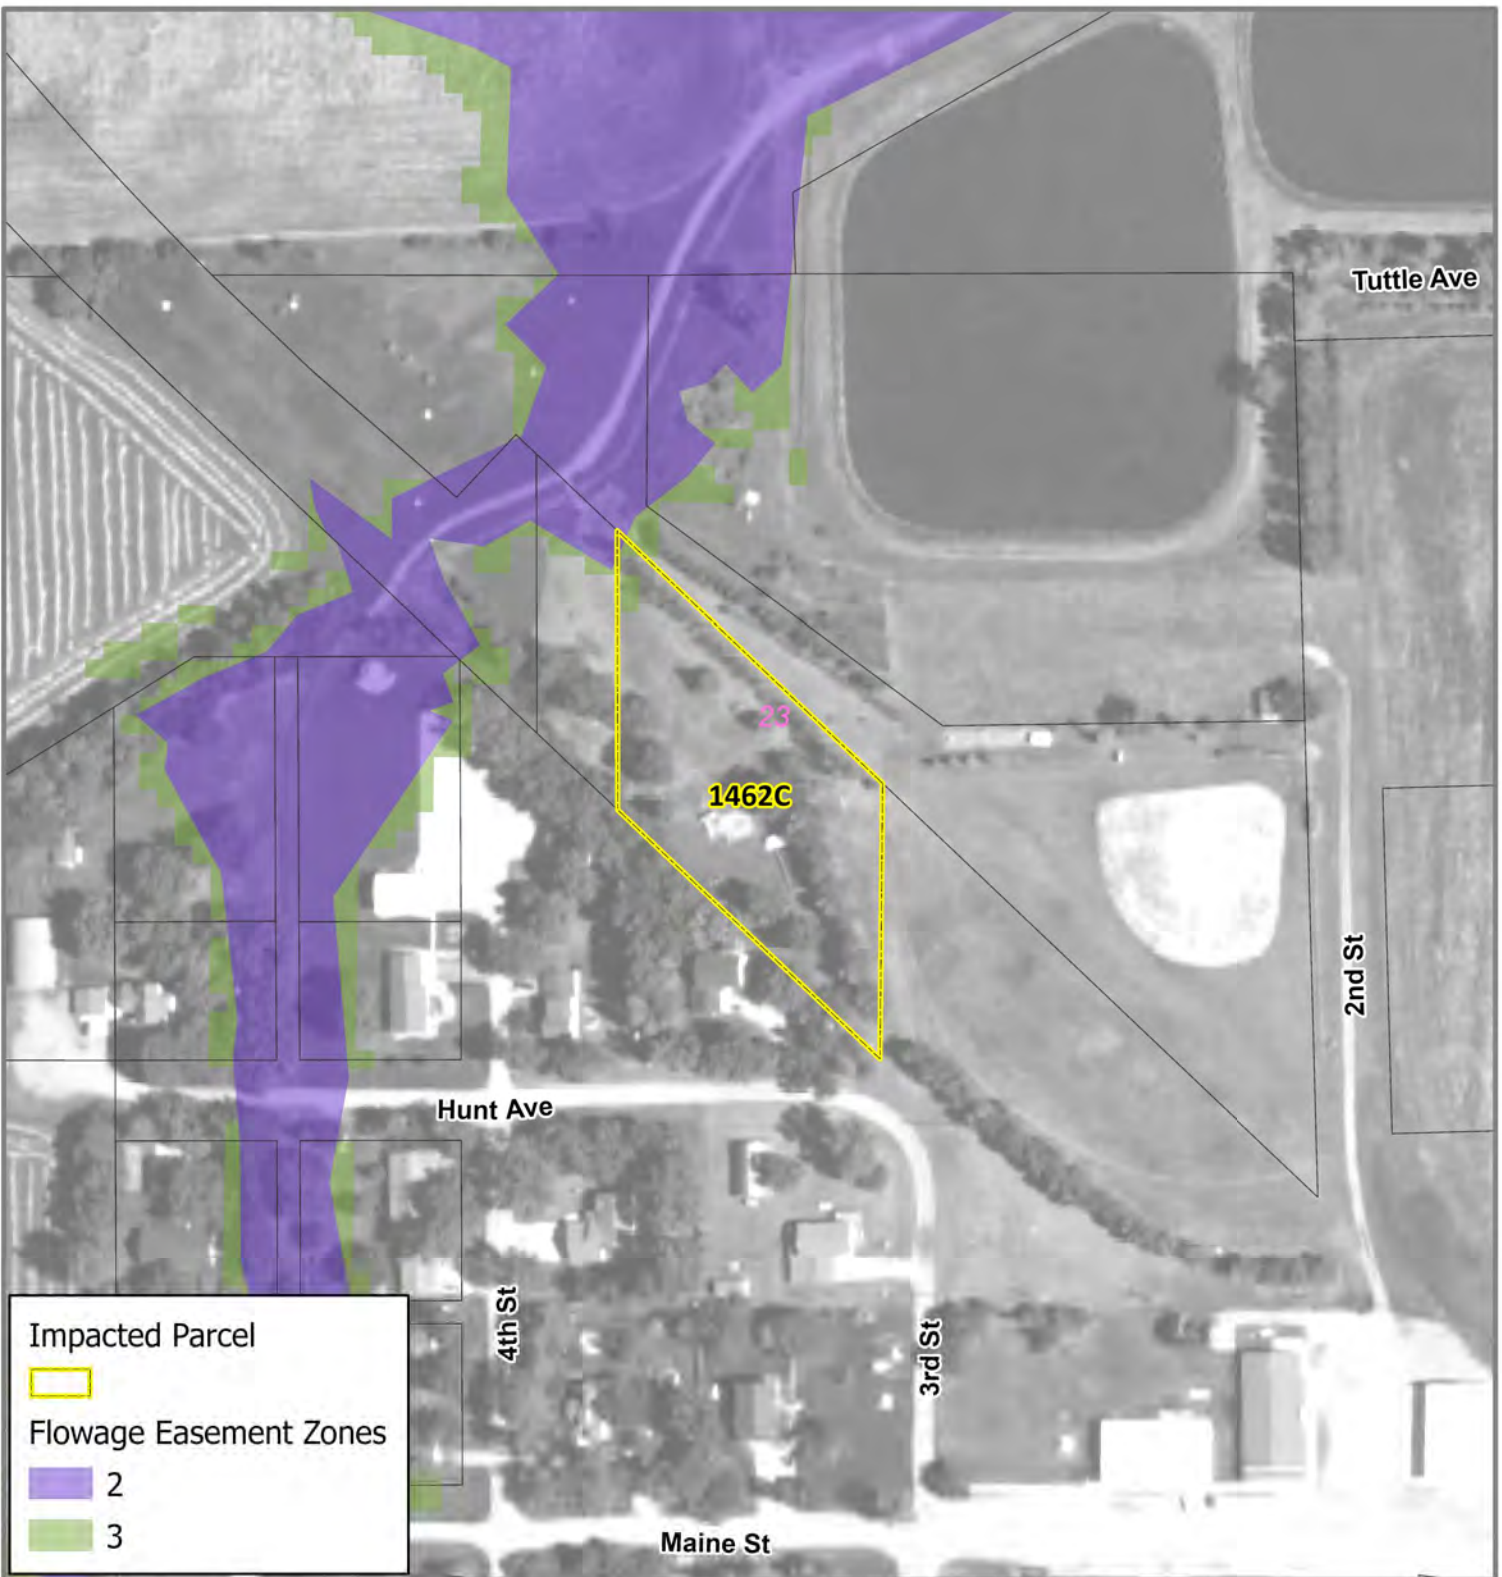 Tuttle Ave
23
1462C
2nd St
Hunt Ave
4th St
3rd St
Maine St
Impacted Parcel
Flowage Easement Zones
2
3